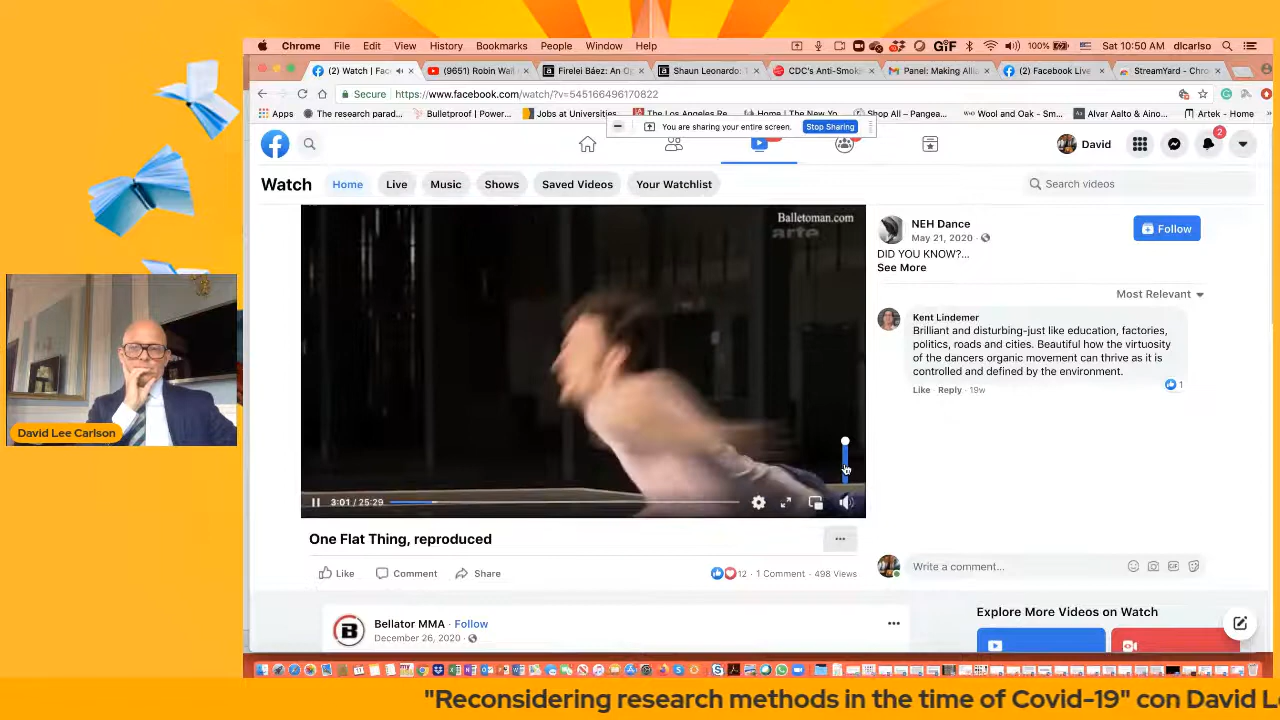 Chrome File Edit View History Bookmarks People Window Help
GIF 100% Sat 10:50 AM dlcarlso
(2) Watch | Fac
(9651) Robin Wall
Firelei Báez: An Op
Shaun Leonardo:
CDC's Anti-Smok
Panel: Making Allia
(2) Facebook Live
StreamYard - Chro
Secure https://www.facebook.com/watch/?v=545166496170822
Apps The research parad... Bulletproof | Power... Jobs at Universities... The Los Angeles Re Home | The New Yo Shop All – Pangea... Wool and Oak - Sm... Alvar Aalto & Aino... Artek - Home
You are sharing your entire screen. Stop Sharing
David
2
Watch Home Live Music Shows Saved Videos Your Watchlist
Search videos
Balletoman.com
arte
3:01 / 25:29
NEH Dance
May 21, 2020
Follow
DID YOU KNOW?...
See More
Most Relevant
Kent Lindemer
Brilliant and disturbing-just like education, factories,
politics, roads and cities. Beautiful how the virtuosity
of the dancers organic movement can thrive as it is
controlled and defined by the environment.
Like · Reply · 19w
1
One Flat Thing, reproduced
Like Comment Share
12 · 1 Comment · 498 Views
Write a comment...
GIF
Bellator MMA · Follow
December 26, 2020
Explore More Videos on Watch
David Lee Carlson
"Reconsidering research methods in the time of Covid-19" con David L